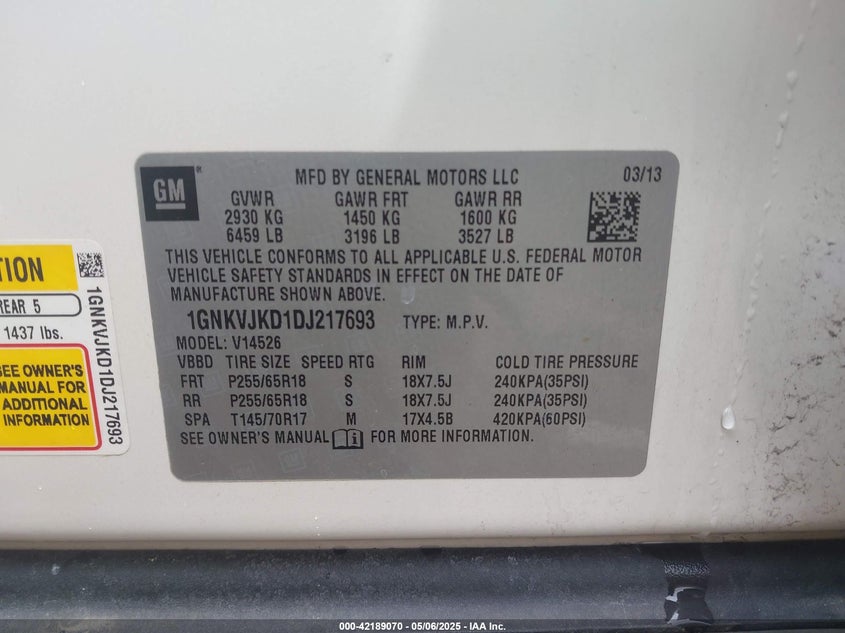 GM
®
MFD BY GENERAL MOTORS LLC 03/13
GVWR GAWR FRT GAWR RR
2930 KG 1450 KG 1600 KG
6459 LB 3196 LB 3527 LB
THIS VEHICLE CONFORMS TO ALL APPLICABLE U.S. FEDERAL MOTOR
VEHICLE SAFETY STANDARDS IN EFFECT ON THE DATE OF
MANUFACTURE SHOWN ABOVE.
1GNKVJKD1DJ217693 TYPE: M.P.V.
MODEL: V14526
VBBD TIRE SIZE SPEED RTG RIM COLD TIRE PRESSURE
FRT P255/65R18 S 18X7.5J 240KPA(35PSI)
RR P255/65R18 S 18X7.5J 240KPA(35PSI)
SPA T145/70R17 M 17X4.5B 420KPA(60PSI)
SEE OWNER'S MANUAL FOR MORE INFORMATION.
TION
REAR 5
1437 lbs.
SEE OWNER'S
MANUAL FOR
ADDITIONAL
INFORMATION
1GNKVJKD1DJ217693
000-42189070 - 05/06/2025 - IAA Inc.